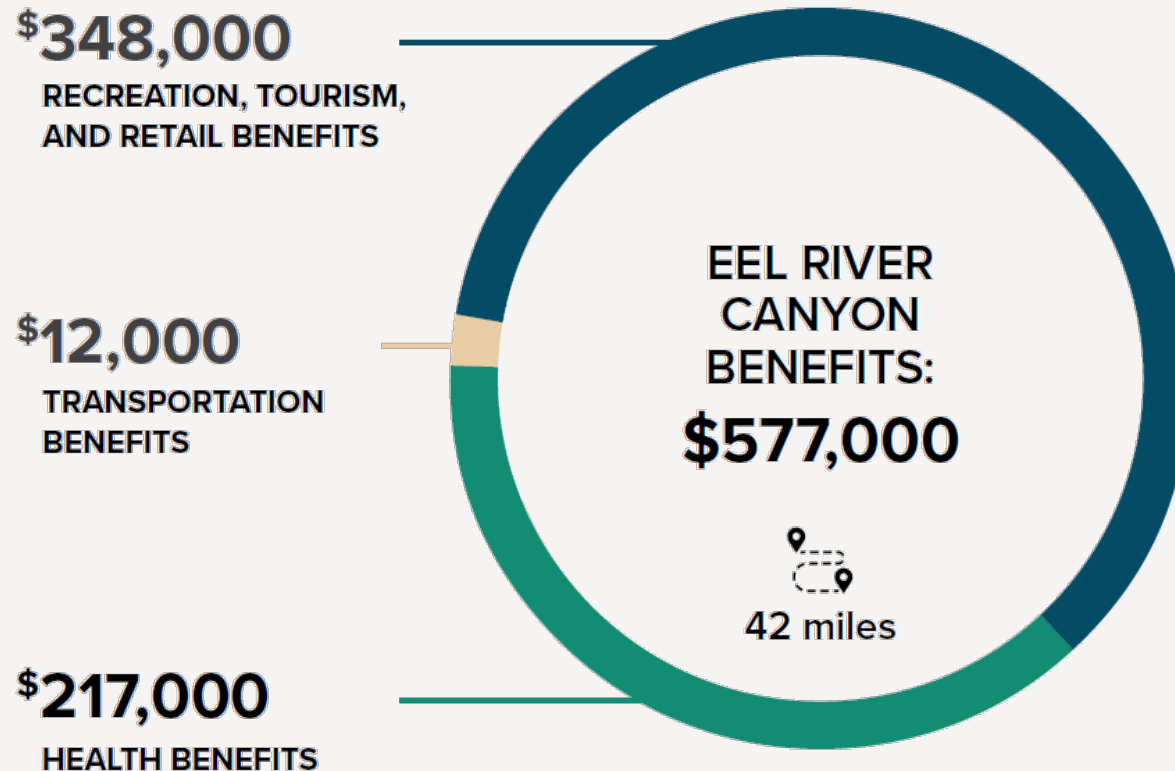 $348,000
RECREATION, TOURISM,
AND RETAIL BENEFITS
$12,000
TRANSPORTATION
BENEFITS
$217,000
HEALTH BENEFITS
EEL RIVER
CANYON
BENEFITS:
$577,000
42 miles